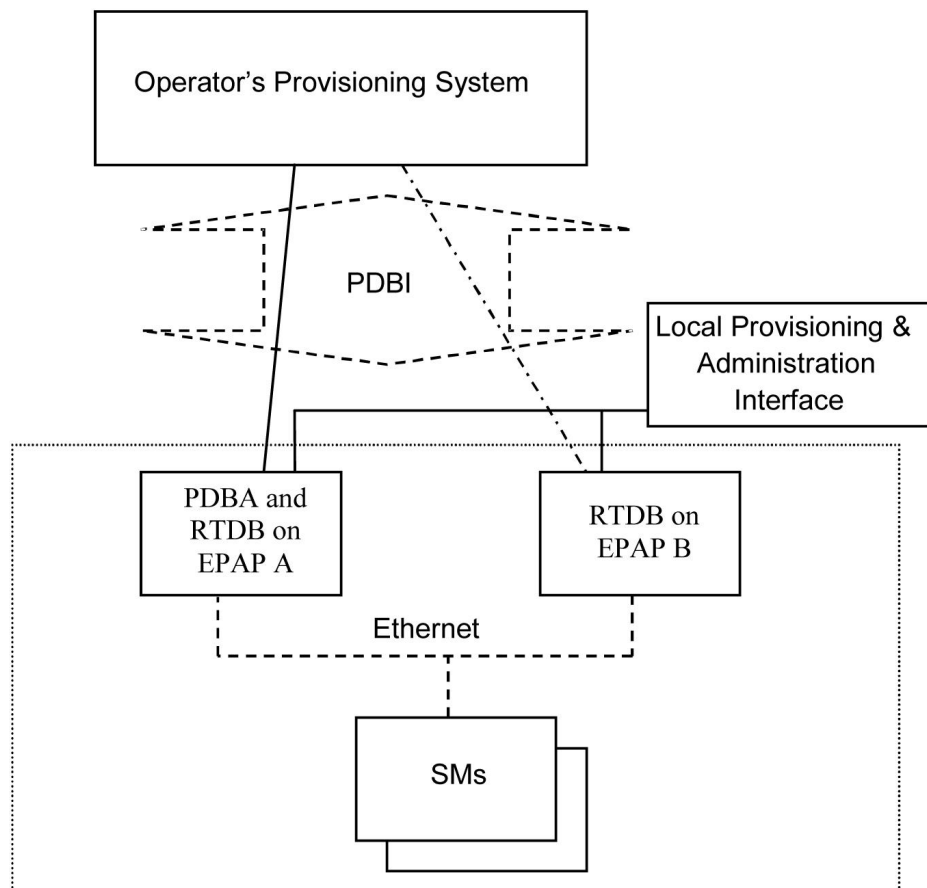 Operator’s Provisioning System
PDBI
Local Provisioning &
Administration
Interface
PDBA and
RTDB on
EPAP A
RTDB on
EPAP B
Ethernet
SMs